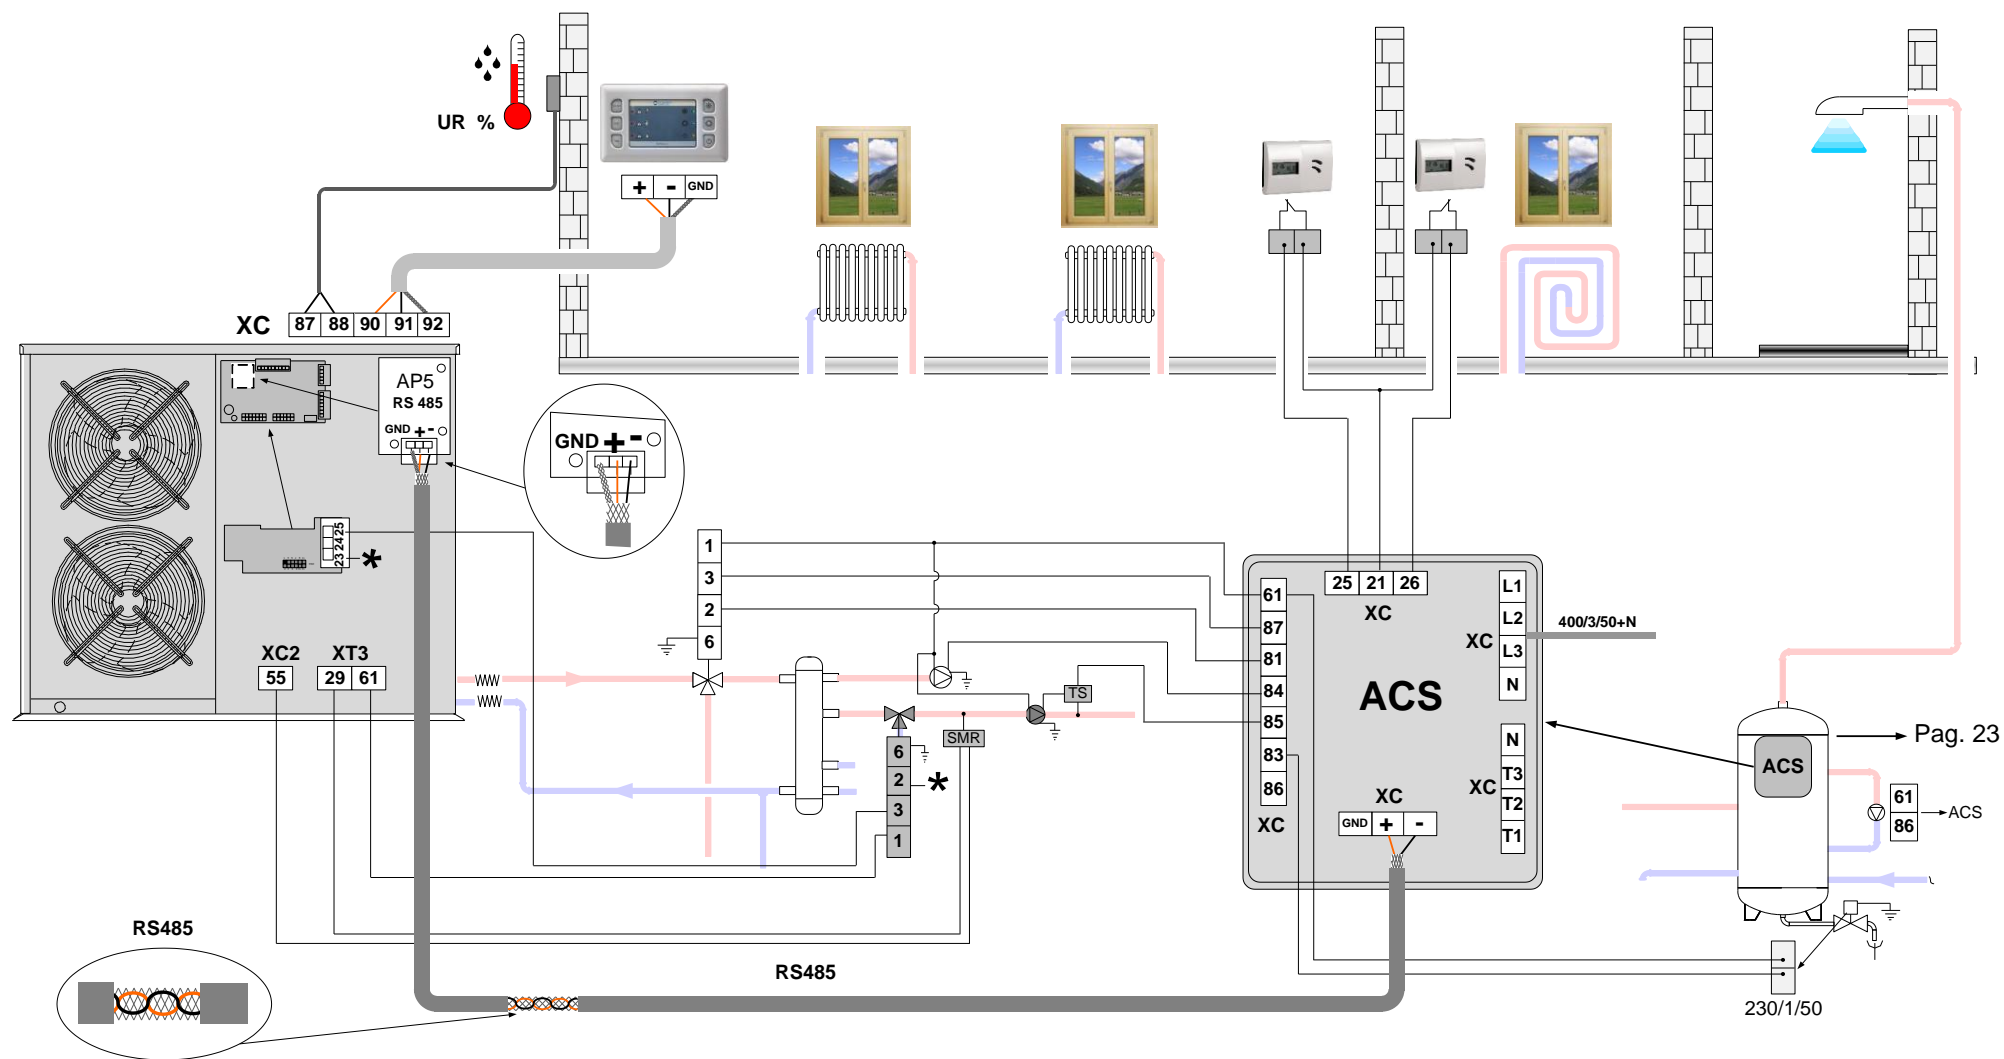 UR %
+ - GND
XC 87 88 90 91 92
AP5
RS 485
GND + -
GND + -
25
24
23
*
XC2
55
XT3
29 61
1
3
2
6
TS
SMR
6
2 *
3
1
25 21 26
XC
61
87
81
84
85
83
86
XC
ACS
L1
L2
L3
N
XC
400/3/50+N
N
T3
T2
T1
XC
XC
GND + -
ACS
Pag. 23
61
86
ACS
230/1/50
RS485
RS485